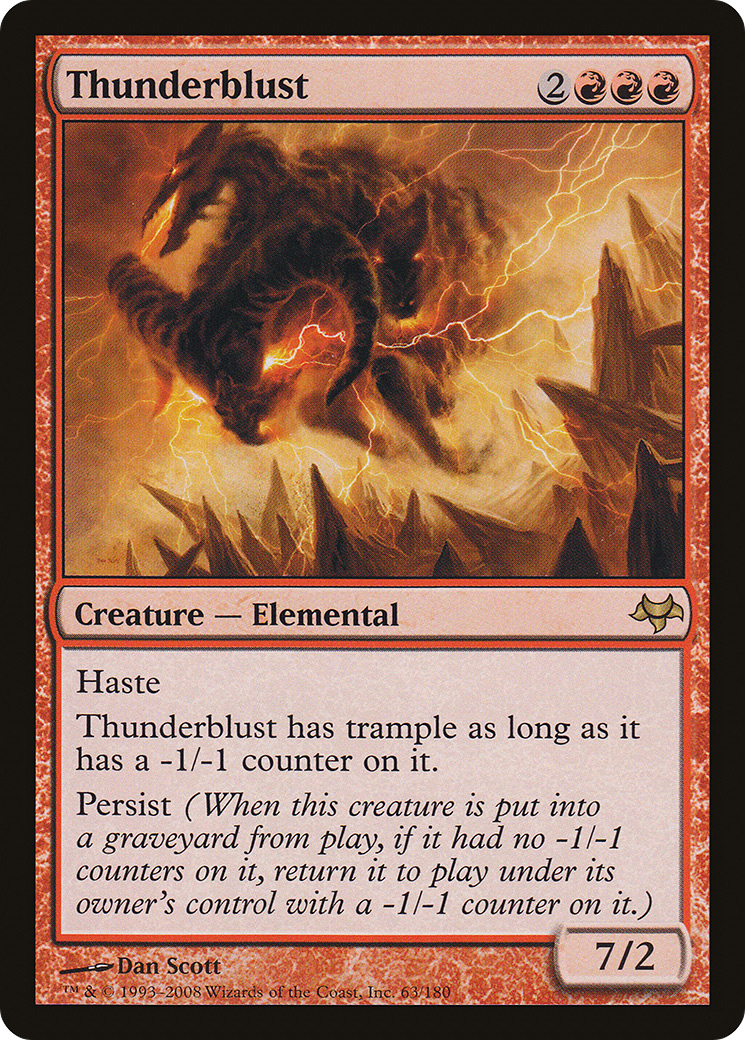 Thunderblust 2
Creature — Elemental
Haste
Thunderblust has trample as long as it
has a -1/-1 counter on it.
Persist (When this creature is put into
a graveyard from play, if it had no -1/-1
counters on it, return it to play under its
owner's control with a -1/-1 counter on it.)
7/2
Dan Scott
™ & © 1993–2008 Wizards of the Coast, Inc. 63/180